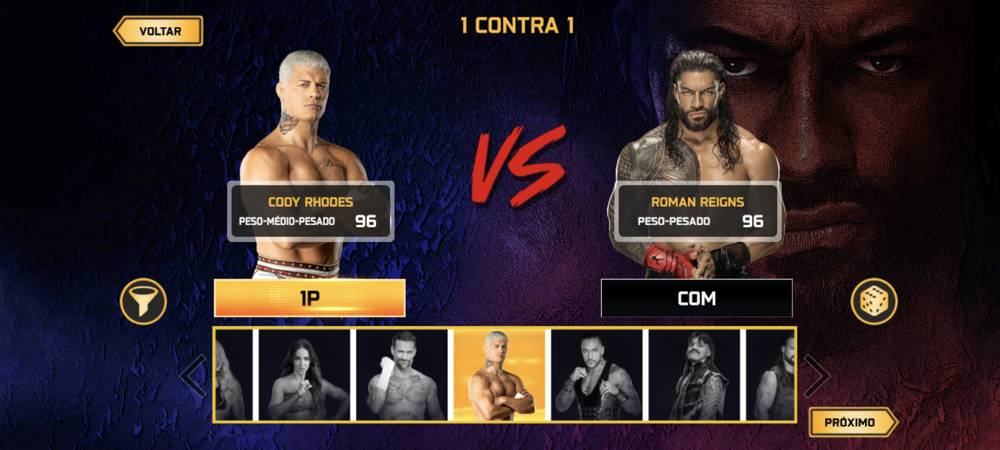 VOLTAR
1 CONTRA 1
VS
CODY RHODES
PESO-MÉDIO-PESADO 96
ROMAN REIGNS
PESO-PESADO 96
1P
COM
PRÓXIMO